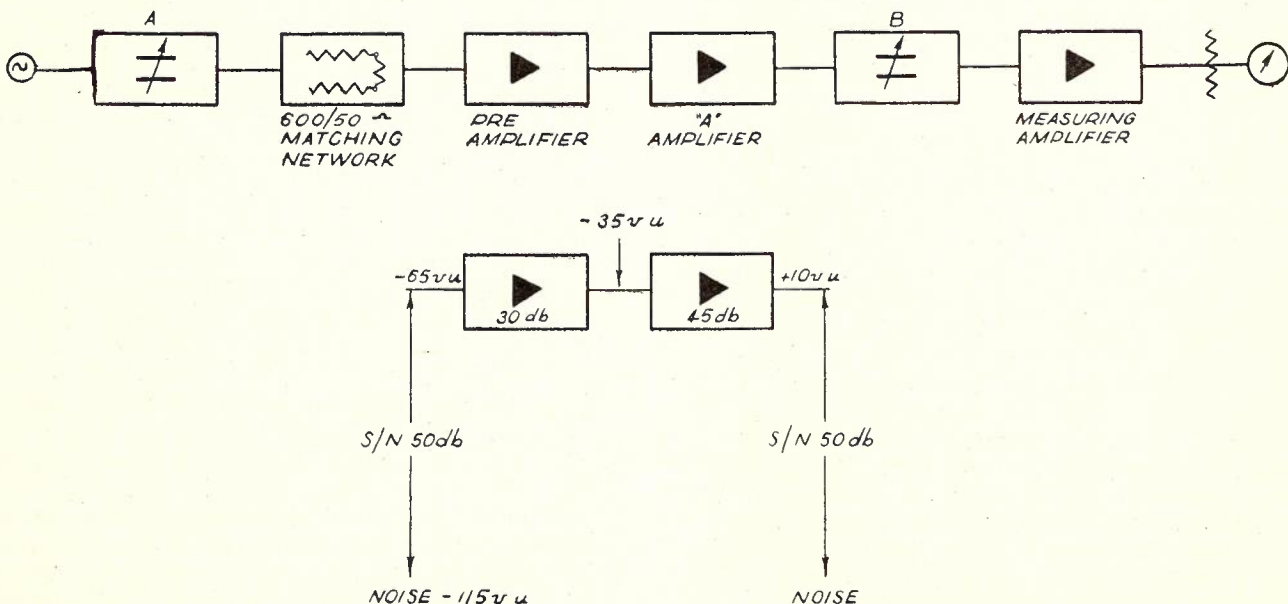 A
B
600/50 ~
MATCHING
NETWORK
PRE
AMPLIFIER
"A"
AMPLIFIER
MEASURING
AMPLIFIER
- 35 v u
-65 v u
+10 v u
30 db
45 db
S/N 50 db
S/N 50 db
NOISE -115 v u
NOISE